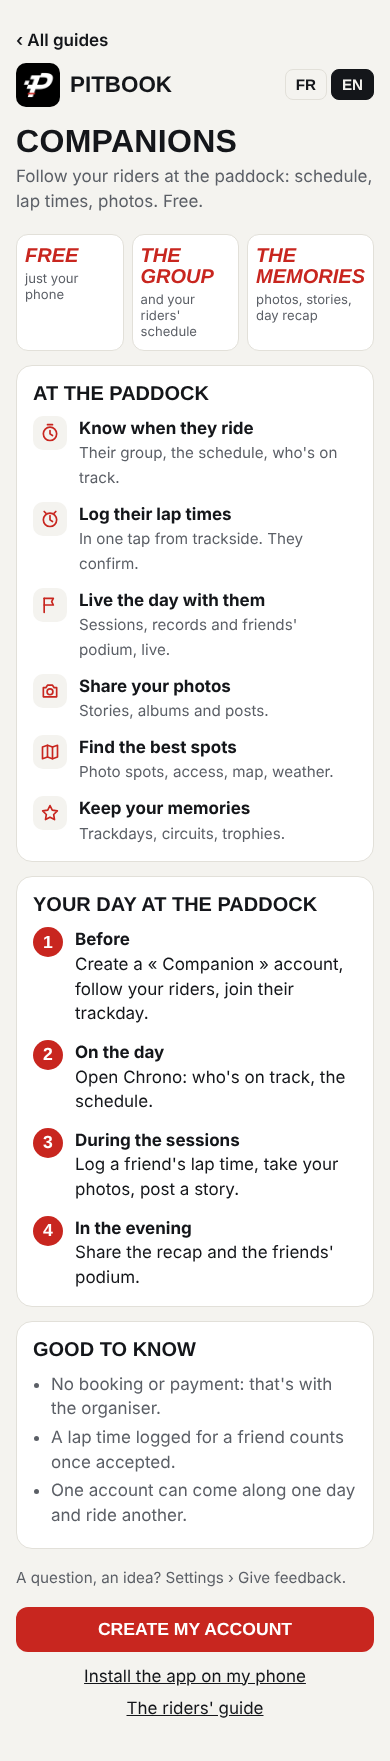 ‹ All guides
PITBOOK
FR
EN
COMPANIONS
Follow your riders at the paddock: schedule,
lap times, photos. Free.
FREE
just your
phone
THE
GROUP
and your
riders'
schedule
THE
MEMORIES
photos, stories,
day recap
AT THE PADDOCK
Know when they ride
Their group, the schedule, who's on
track.
Log their lap times
In one tap from trackside. They
confirm.
Live the day with them
Sessions, records and friends'
podium, live.
Share your photos
Stories, albums and posts.
Find the best spots
Photo spots, access, map, weather.
Keep your memories
Trackdays, circuits, trophies.
YOUR DAY AT THE PADDOCK
1
Before
Create a « Companion » account,
follow your riders, join their
trackday.
2
On the day
Open Chrono: who's on track, the
schedule.
3
During the sessions
Log a friend's lap time, take your
photos, post a story.
4
In the evening
Share the recap and the friends'
podium.
GOOD TO KNOW
• No booking or payment: that's with
the organiser.
• A lap time logged for a friend counts
once accepted.
• One account can come along one day
and ride another.
A question, an idea? Settings › Give feedback.
CREATE MY ACCOUNT
Install the app on my phone
The riders' guide